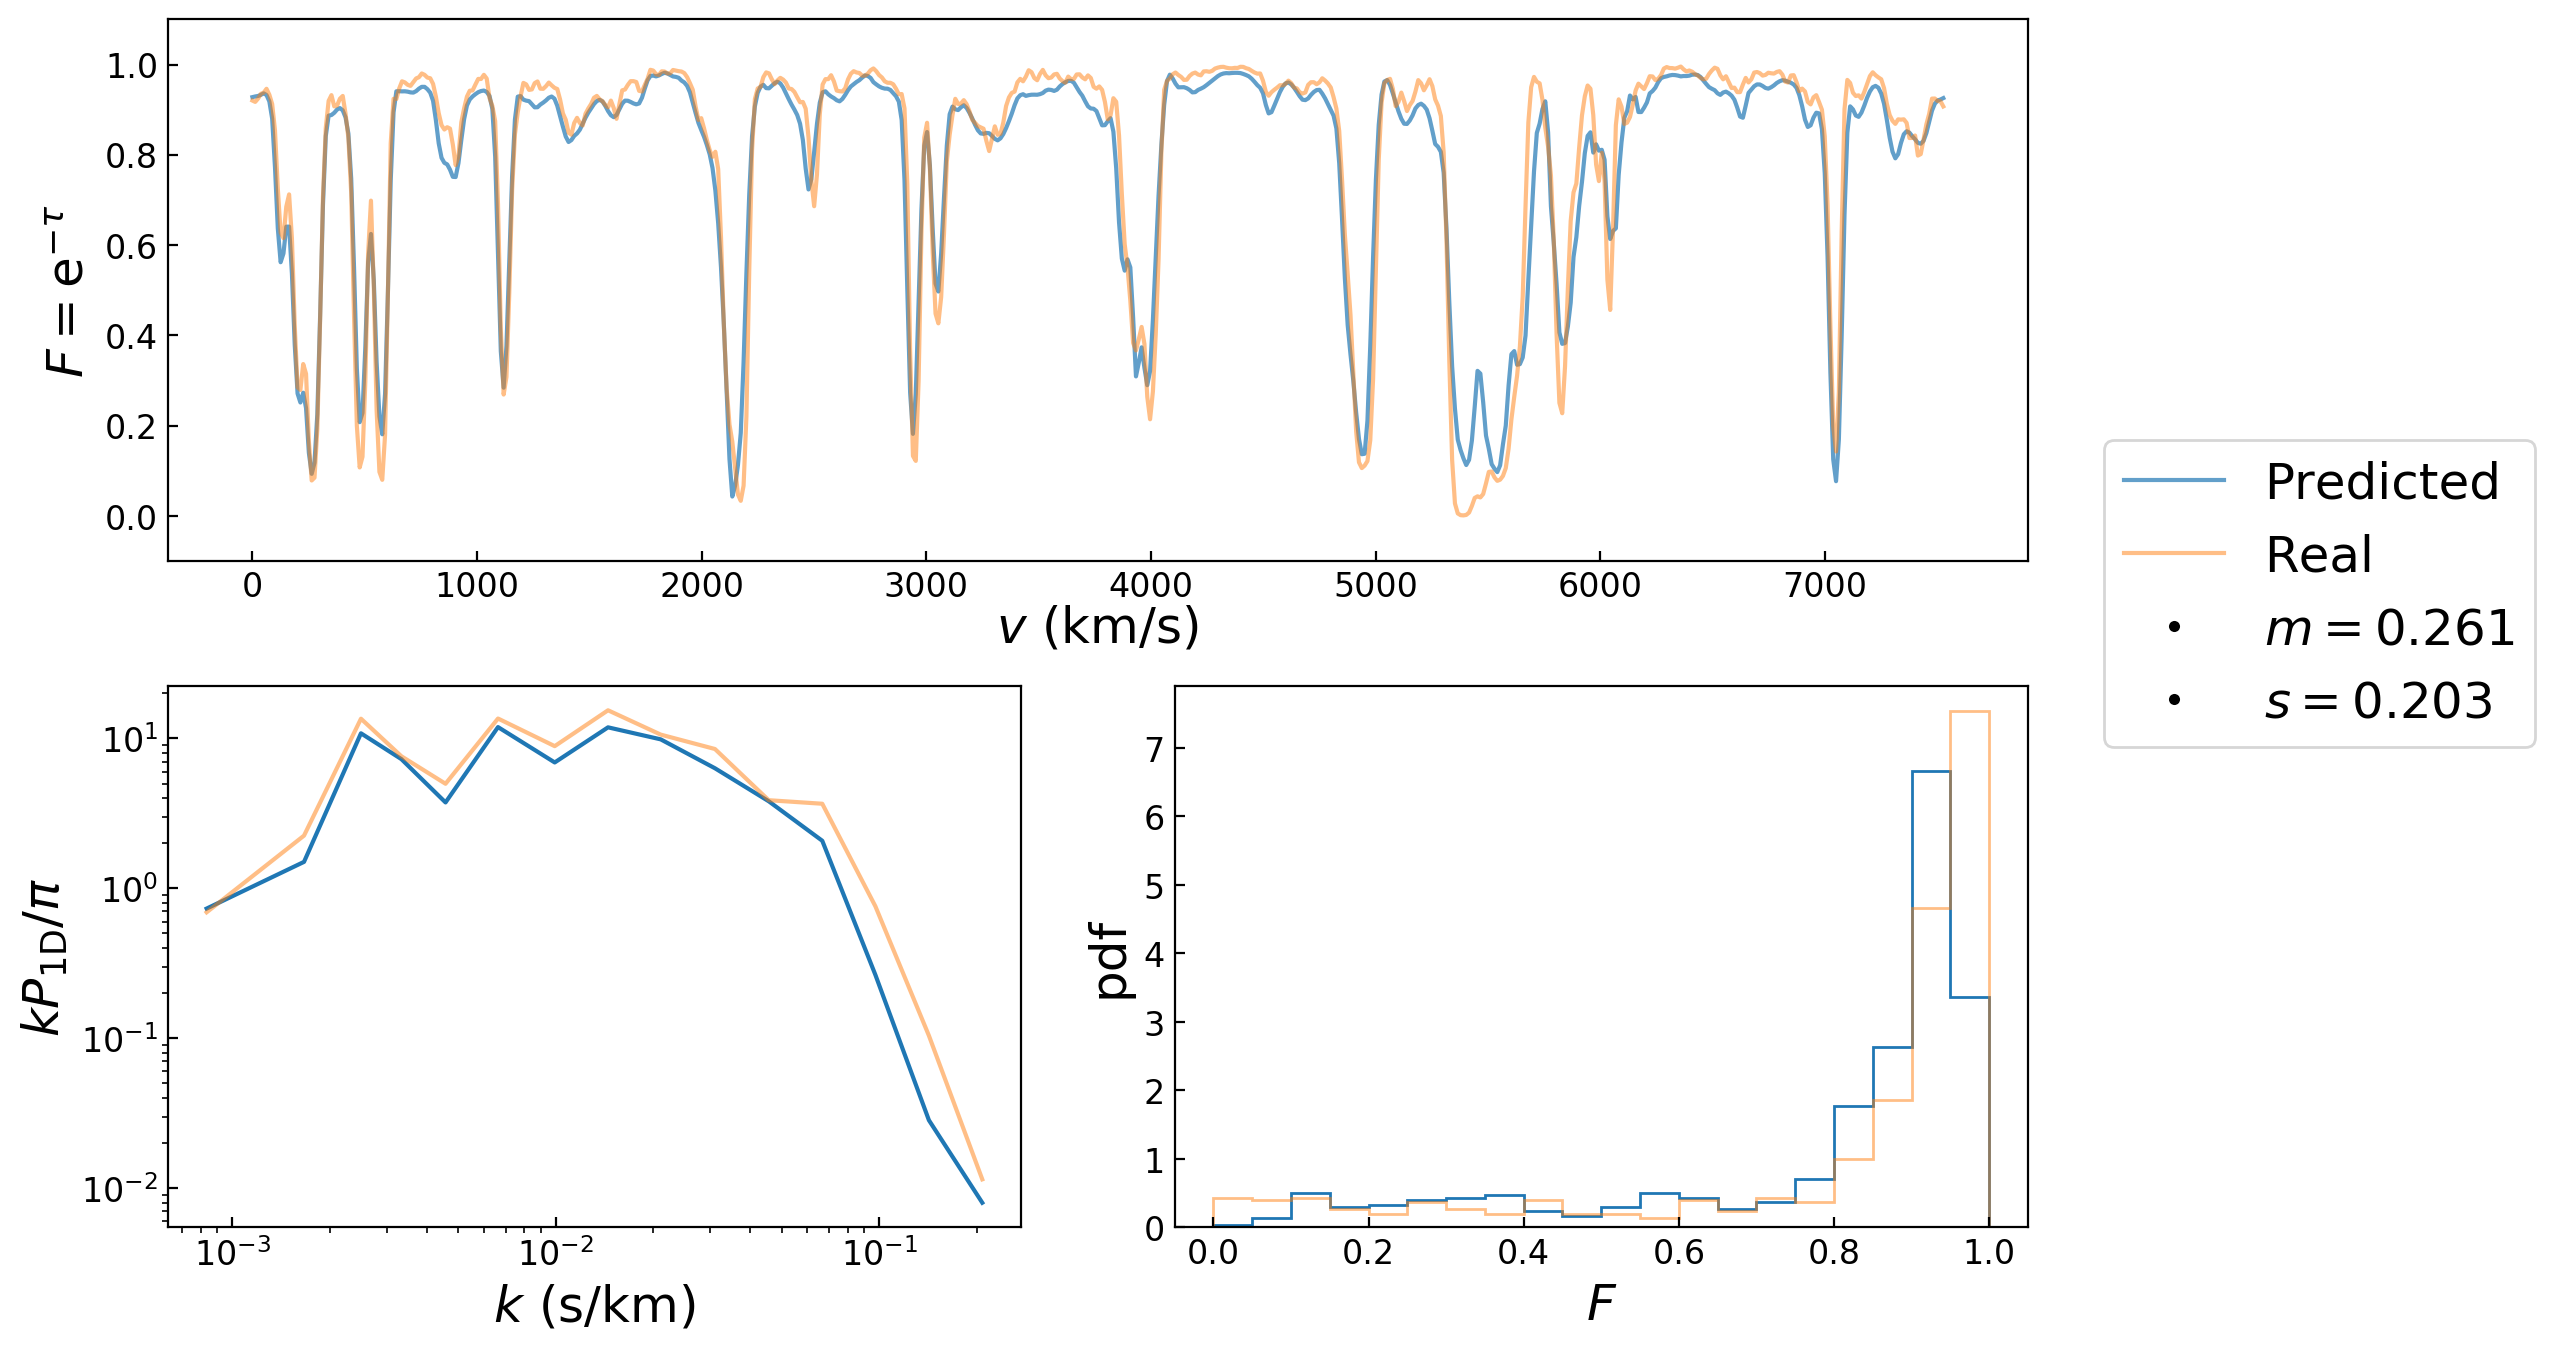 F = e^{−τ}
1.0
0.8
0.6
0.4
0.2
0.0
0 1000 2000 3000 4000 5000 6000 7000
v (km/s)
Predicted
Real
m = 0.261
s = 0.203
kP_{1D}/π
10^1
10^0
10^{−1}
10^{−2}
10^{−3} 10^{−2} 10^{−1}
k (s/km)
pdf
7
6
5
4
3
2
1
0
0.0 0.2 0.4 0.6 0.8 1.0
F